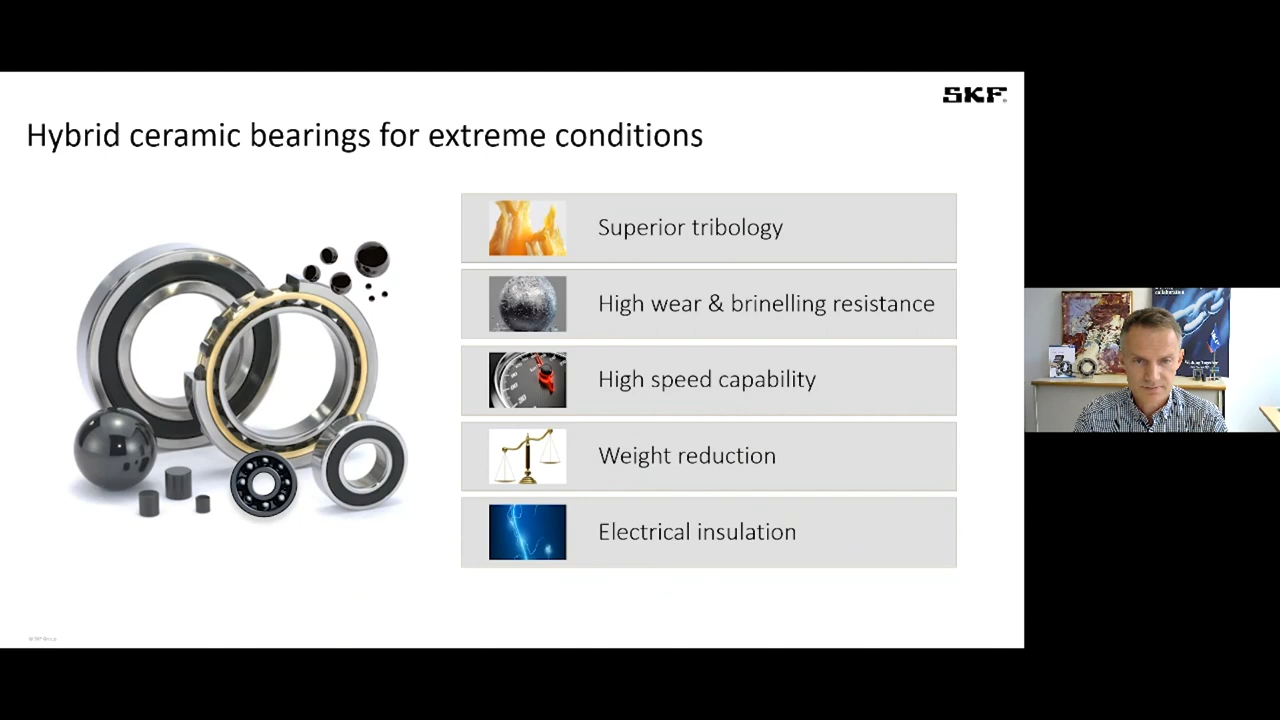 SKF
Hybrid ceramic bearings for extreme conditions
Superior tribology
High wear & brinelling resistance
High speed capability
Weight reduction
Electrical insulation
collaboration